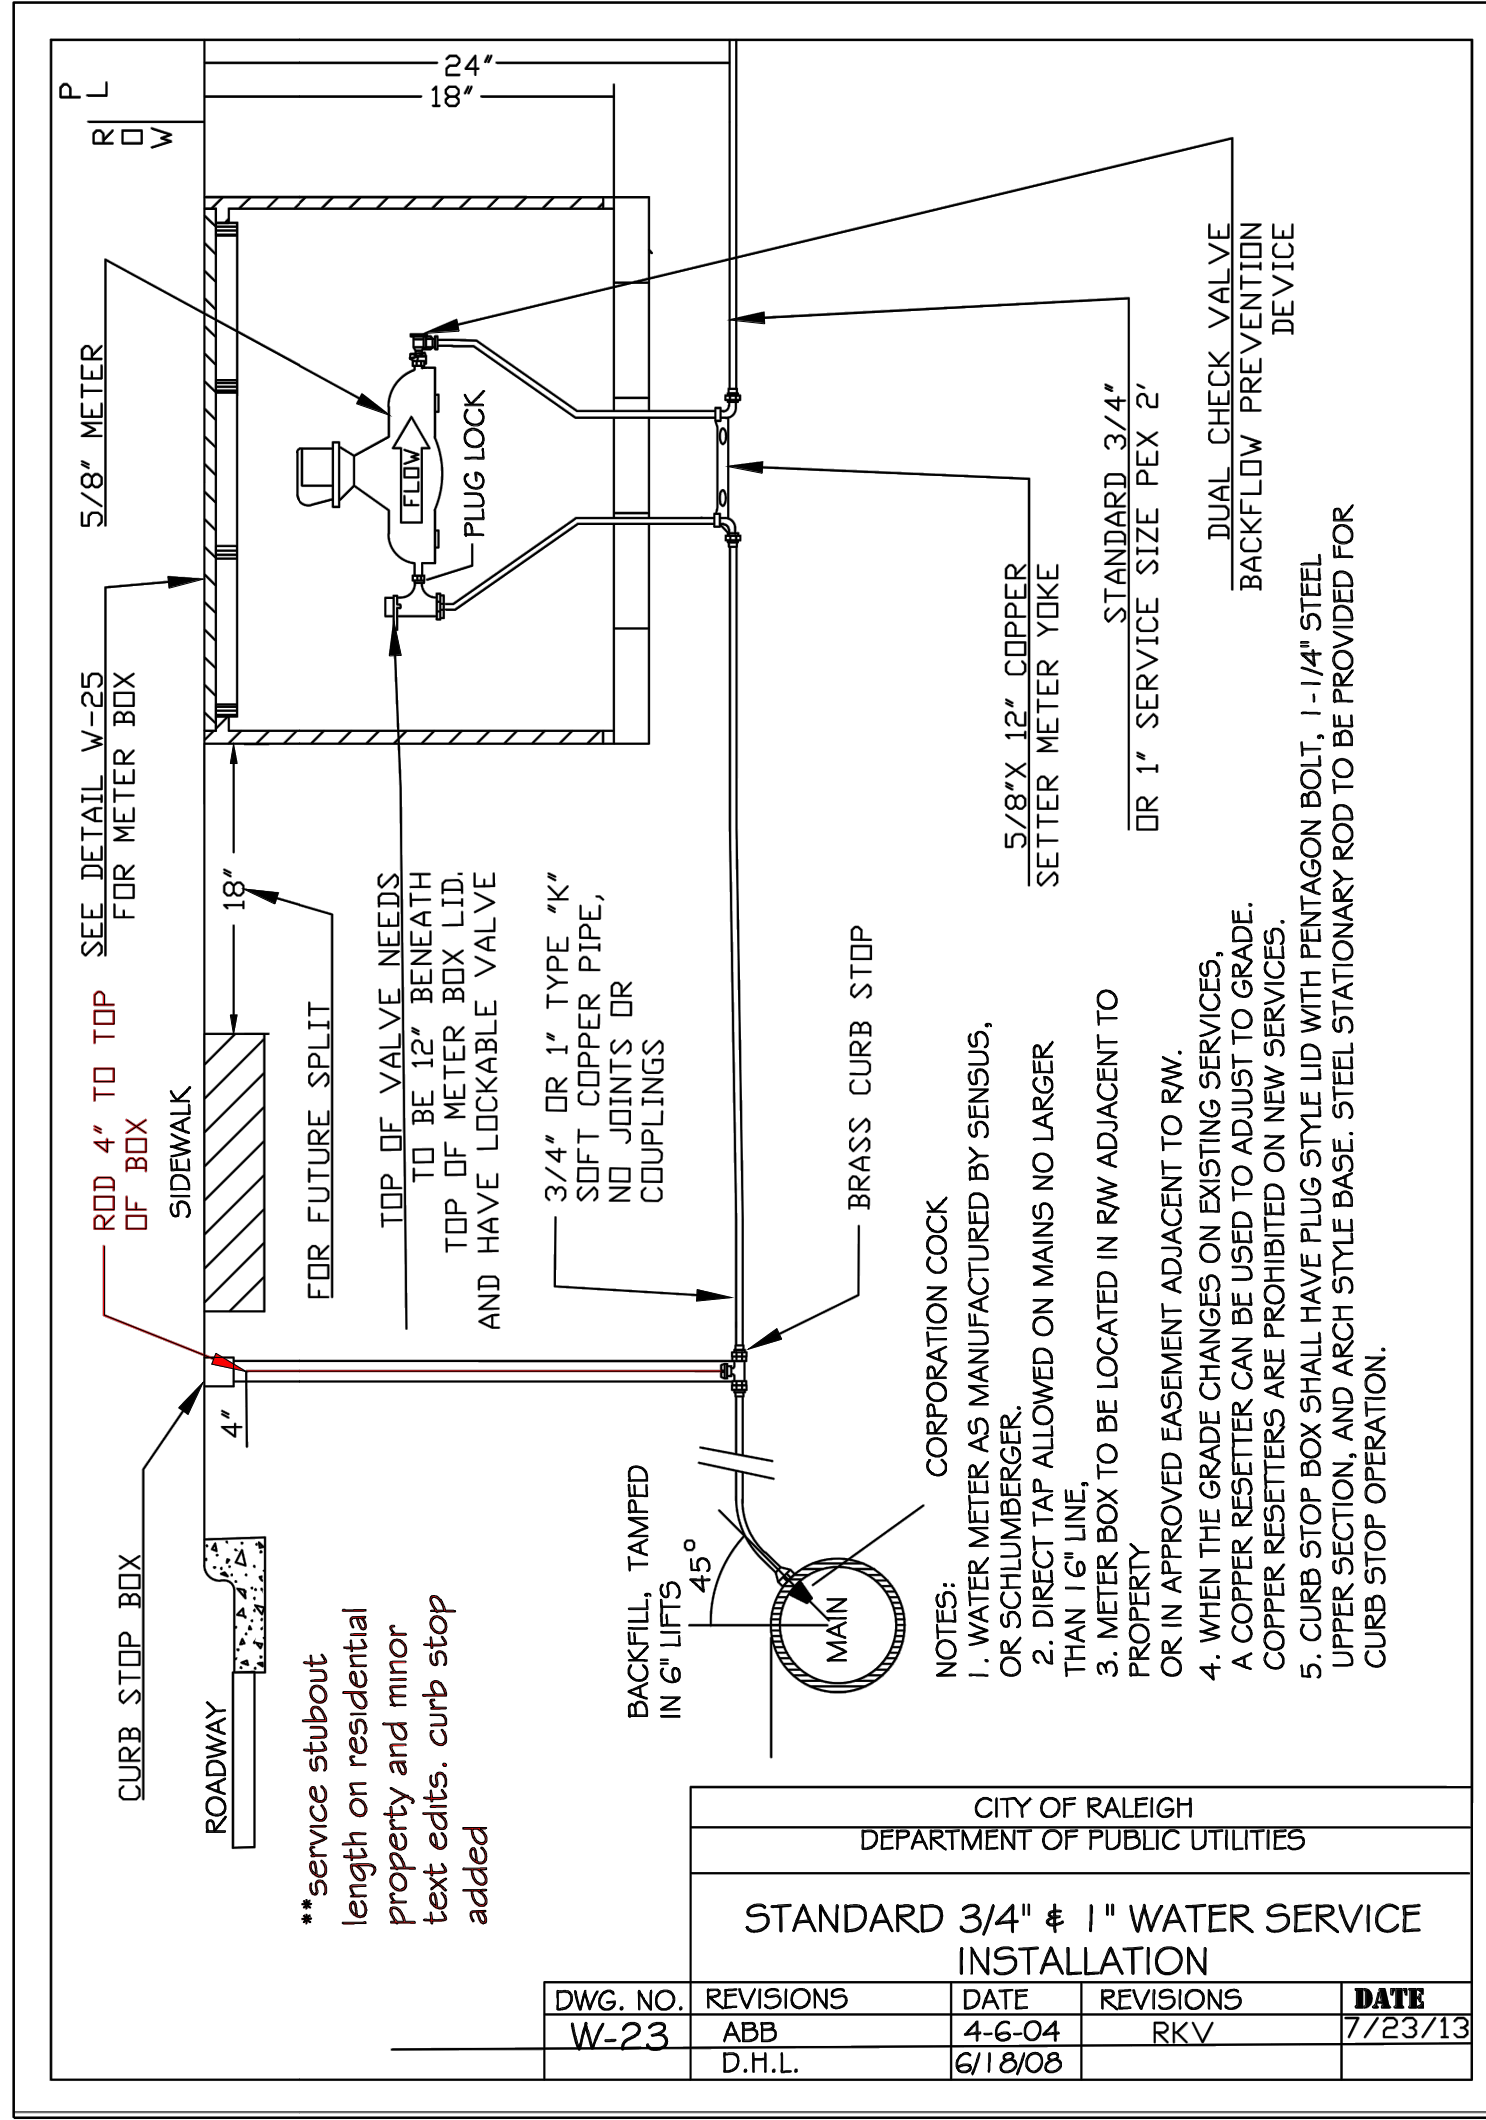 CURB STOP BOX
ROD 4" TO TOP
OF BOX
SEE DETAIL W-25
FOR METER BOX
5/8" METER
P
L
R
O
W
ROADWAY
4"
SIDEWALK
18"
24"
18"
FOR FUTURE SPLIT
TOP OF VALVE NEEDS
TO BE 12" BENEATH
TOP OF METER BOX LID.
AND HAVE LOCKABLE VALVE
FLOW
PLUG LOCK
**service stubout
length on residential
property and minor
text edits. curb stop
added
3/4" OR 1" TYPE "K"
SOFT COPPER PIPE,
NO JOINTS OR
COUPLINGS
BACKFILL, TAMPED
IN 6" LIFTS
45°
MAIN
BRASS CURB STOP
CORPORATION COCK
5/8"X 12" COPPER
SETTER METER YOKE
STANDARD 3/4"
OR 1" SERVICE SIZE PEX 2'
DUAL CHECK VALVE
BACKFLOW PREVENTION
DEVICE
NOTES:
1. WATER METER AS MANUFACTURED BY SENSUS,
OR SCHLUMBERGER.
2. DIRECT TAP ALLOWED ON MAINS NO LARGER
THAN 16" LINE,
3. METER BOX TO BE LOCATED IN R/W ADJACENT TO
PROPERTY
OR IN APPROVED EASEMENT ADJACENT TO R/W.
4. WHEN THE GRADE CHANGES ON EXISTING SERVICES,
A COPPER RESETTER CAN BE USED TO ADJUST TO GRADE.
COPPER RESETTERS ARE PROHIBITED ON NEW SERVICES.
5. CURB STOP BOX SHALL HAVE PLUG STYLE LID WITH PENTAGON BOLT, 1-1/4" STEEL
UPPER SECTION, AND ARCH STYLE BASE. STEEL STATIONARY ROD TO BE PROVIDED FOR
CURB STOP OPERATION.
CITY OF RALEIGH
DEPARTMENT OF PUBLIC UTILITIES
STANDARD 3/4" & 1" WATER SERVICE
INSTALLATION
DWG. NO. REVISIONS DATE REVISIONS DATE
W-23 ABB 4-6-04 RKV 7/23/13
D.H.L. 6/18/08